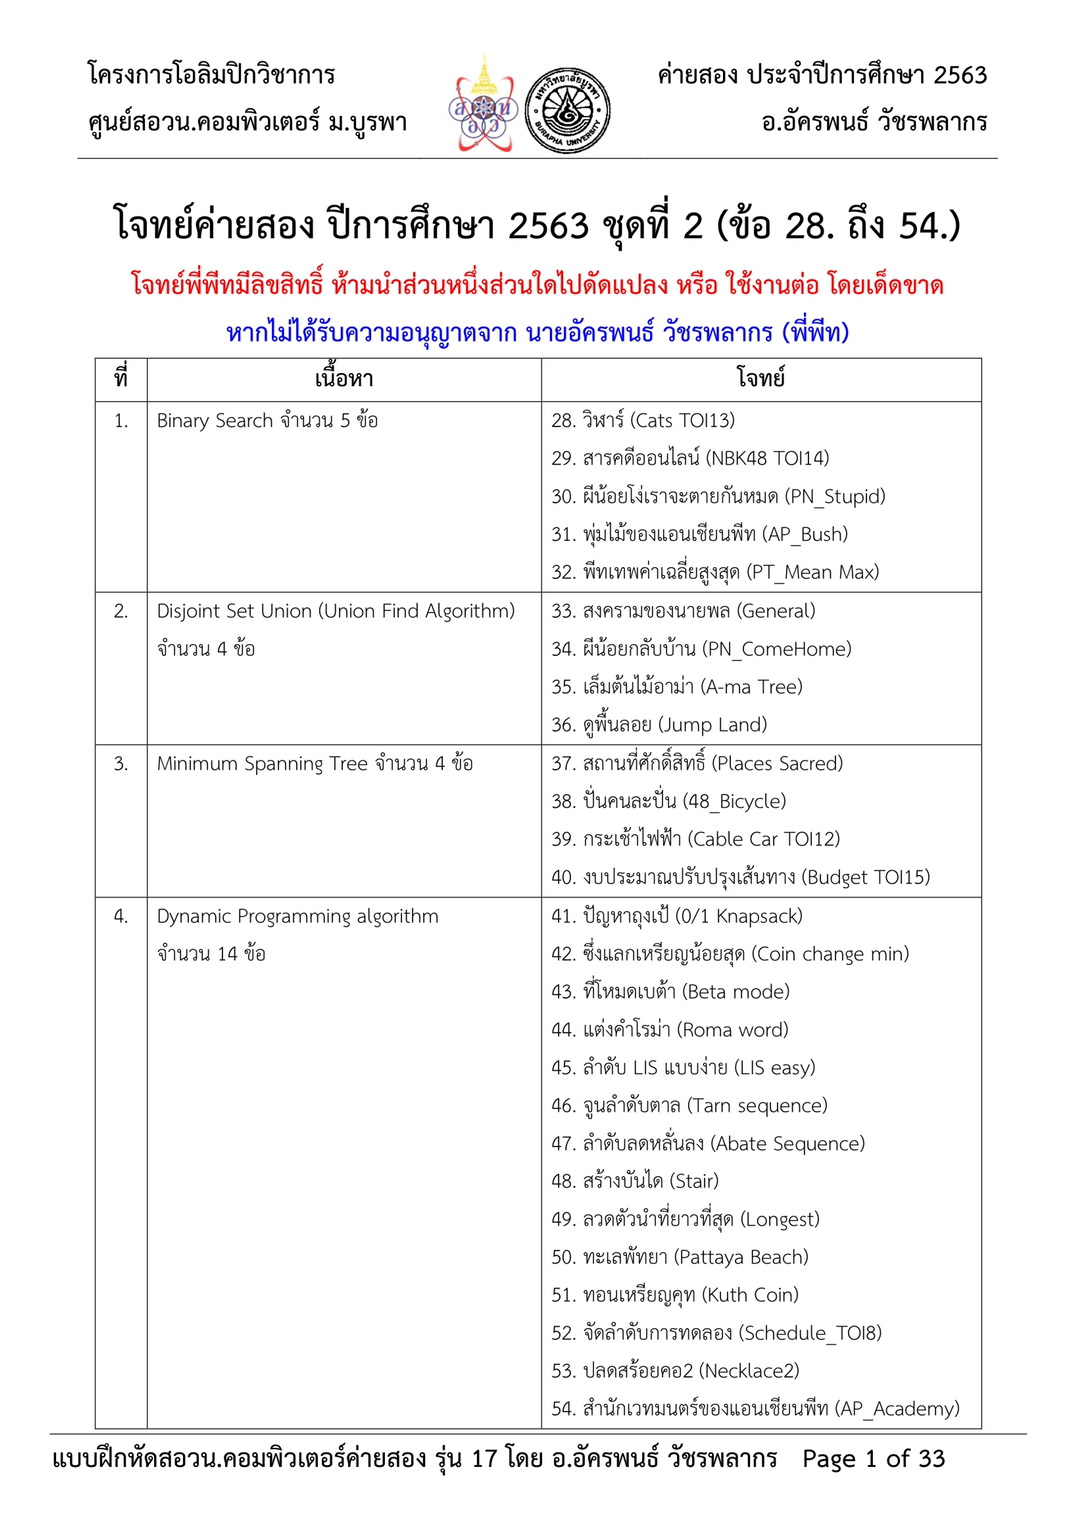 โครงการโอลิมปิกวิชาการ
ค่ายสอง ประจำปีการศึกษา 2563
ศูนย์สอวน.คอมพิวเตอร์ ม.บูรพา
อ.อัครพนธ์ วัชรพลากร
ส อ ว น
มหาวิทยาลัยบูรพา
BURAPHA UNIVERSITY
โจทย์ค่ายสอง ปีการศึกษา 2563 ชุดที่ 2 (ข้อ 28. ถึง 54.)
โจทย์พี่พีทมีลิขสิทธิ์ ห้ามนำส่วนหนึ่งส่วนใดไปดัดแปลง หรือ ใช้งานต่อ โดยเด็ดขาด
หากไม่ได้รับความอนุญาตจาก นายอัครพนธ์ วัชรพลากร (พี่พีท)
ที่ เนื้อหา โจทย์
1. Binary Search จำนวน 5 ข้อ 28. วิฬาร์ (Cats TOI13)
29. สารคดีออนไลน์ (NBK48 TOI14)
30. ผีน้อยโง่เราจะตายกันหมด (PN_Stupid)
31. พุ่มไม้ของแอนเชียนพีท (AP_Bush)
32. พีทเทพค่าเฉลี่ยสูงสุด (PT_Mean Max)
2. Disjoint Set Union (Union Find Algorithm) 33. สงครามของนายพล (General)
จำนวน 4 ข้อ 34. ผีน้อยกลับบ้าน (PN_ComeHome)
35. เล็มต้นไม้อาม่า (A-ma Tree)
36. ดูพื้นลอย (Jump Land)
3. Minimum Spanning Tree จำนวน 4 ข้อ 37. สถานที่ศักดิ์สิทธิ์ (Places Sacred)
38. ปั่นคนละปั่น (48_Bicycle)
39. กระเช้าไฟฟ้า (Cable Car TOI12)
40. งบประมาณปรับปรุงเส้นทาง (Budget TOI15)
4. Dynamic Programming algorithm 41. ปัญหาถุงเป้ (0/1 Knapsack)
จำนวน 14 ข้อ 42. ซึ่งแลกเหรียญน้อยสุด (Coin change min)
43. ที่โหมดเบต้า (Beta mode)
44. แต่งคำโรม่า (Roma word)
45. ลำดับ LIS แบบง่าย (LIS easy)
46. จูนลำดับตาล (Tarn sequence)
47. ลำดับลดหลั่นลง (Abate Sequence)
48. สร้างบันได (Stair)
49. ลวดตัวนำที่ยาวที่สุด (Longest)
50. ทะเลพัทยา (Pattaya Beach)
51. ทอนเหรียญคุท (Kuth Coin)
52. จัดลำดับการทดลอง (Schedule_TOI8)
53. ปลดสร้อยคอ2 (Necklace2)
54. สำนักเวทมนตร์ของแอนเชียนพีท (AP_Academy)
แบบฝึกหัดสอวน.คอมพิวเตอร์ค่ายสอง รุ่น 17 โดย อ.อัครพนธ์ วัชรพลากร Page 1 of 33